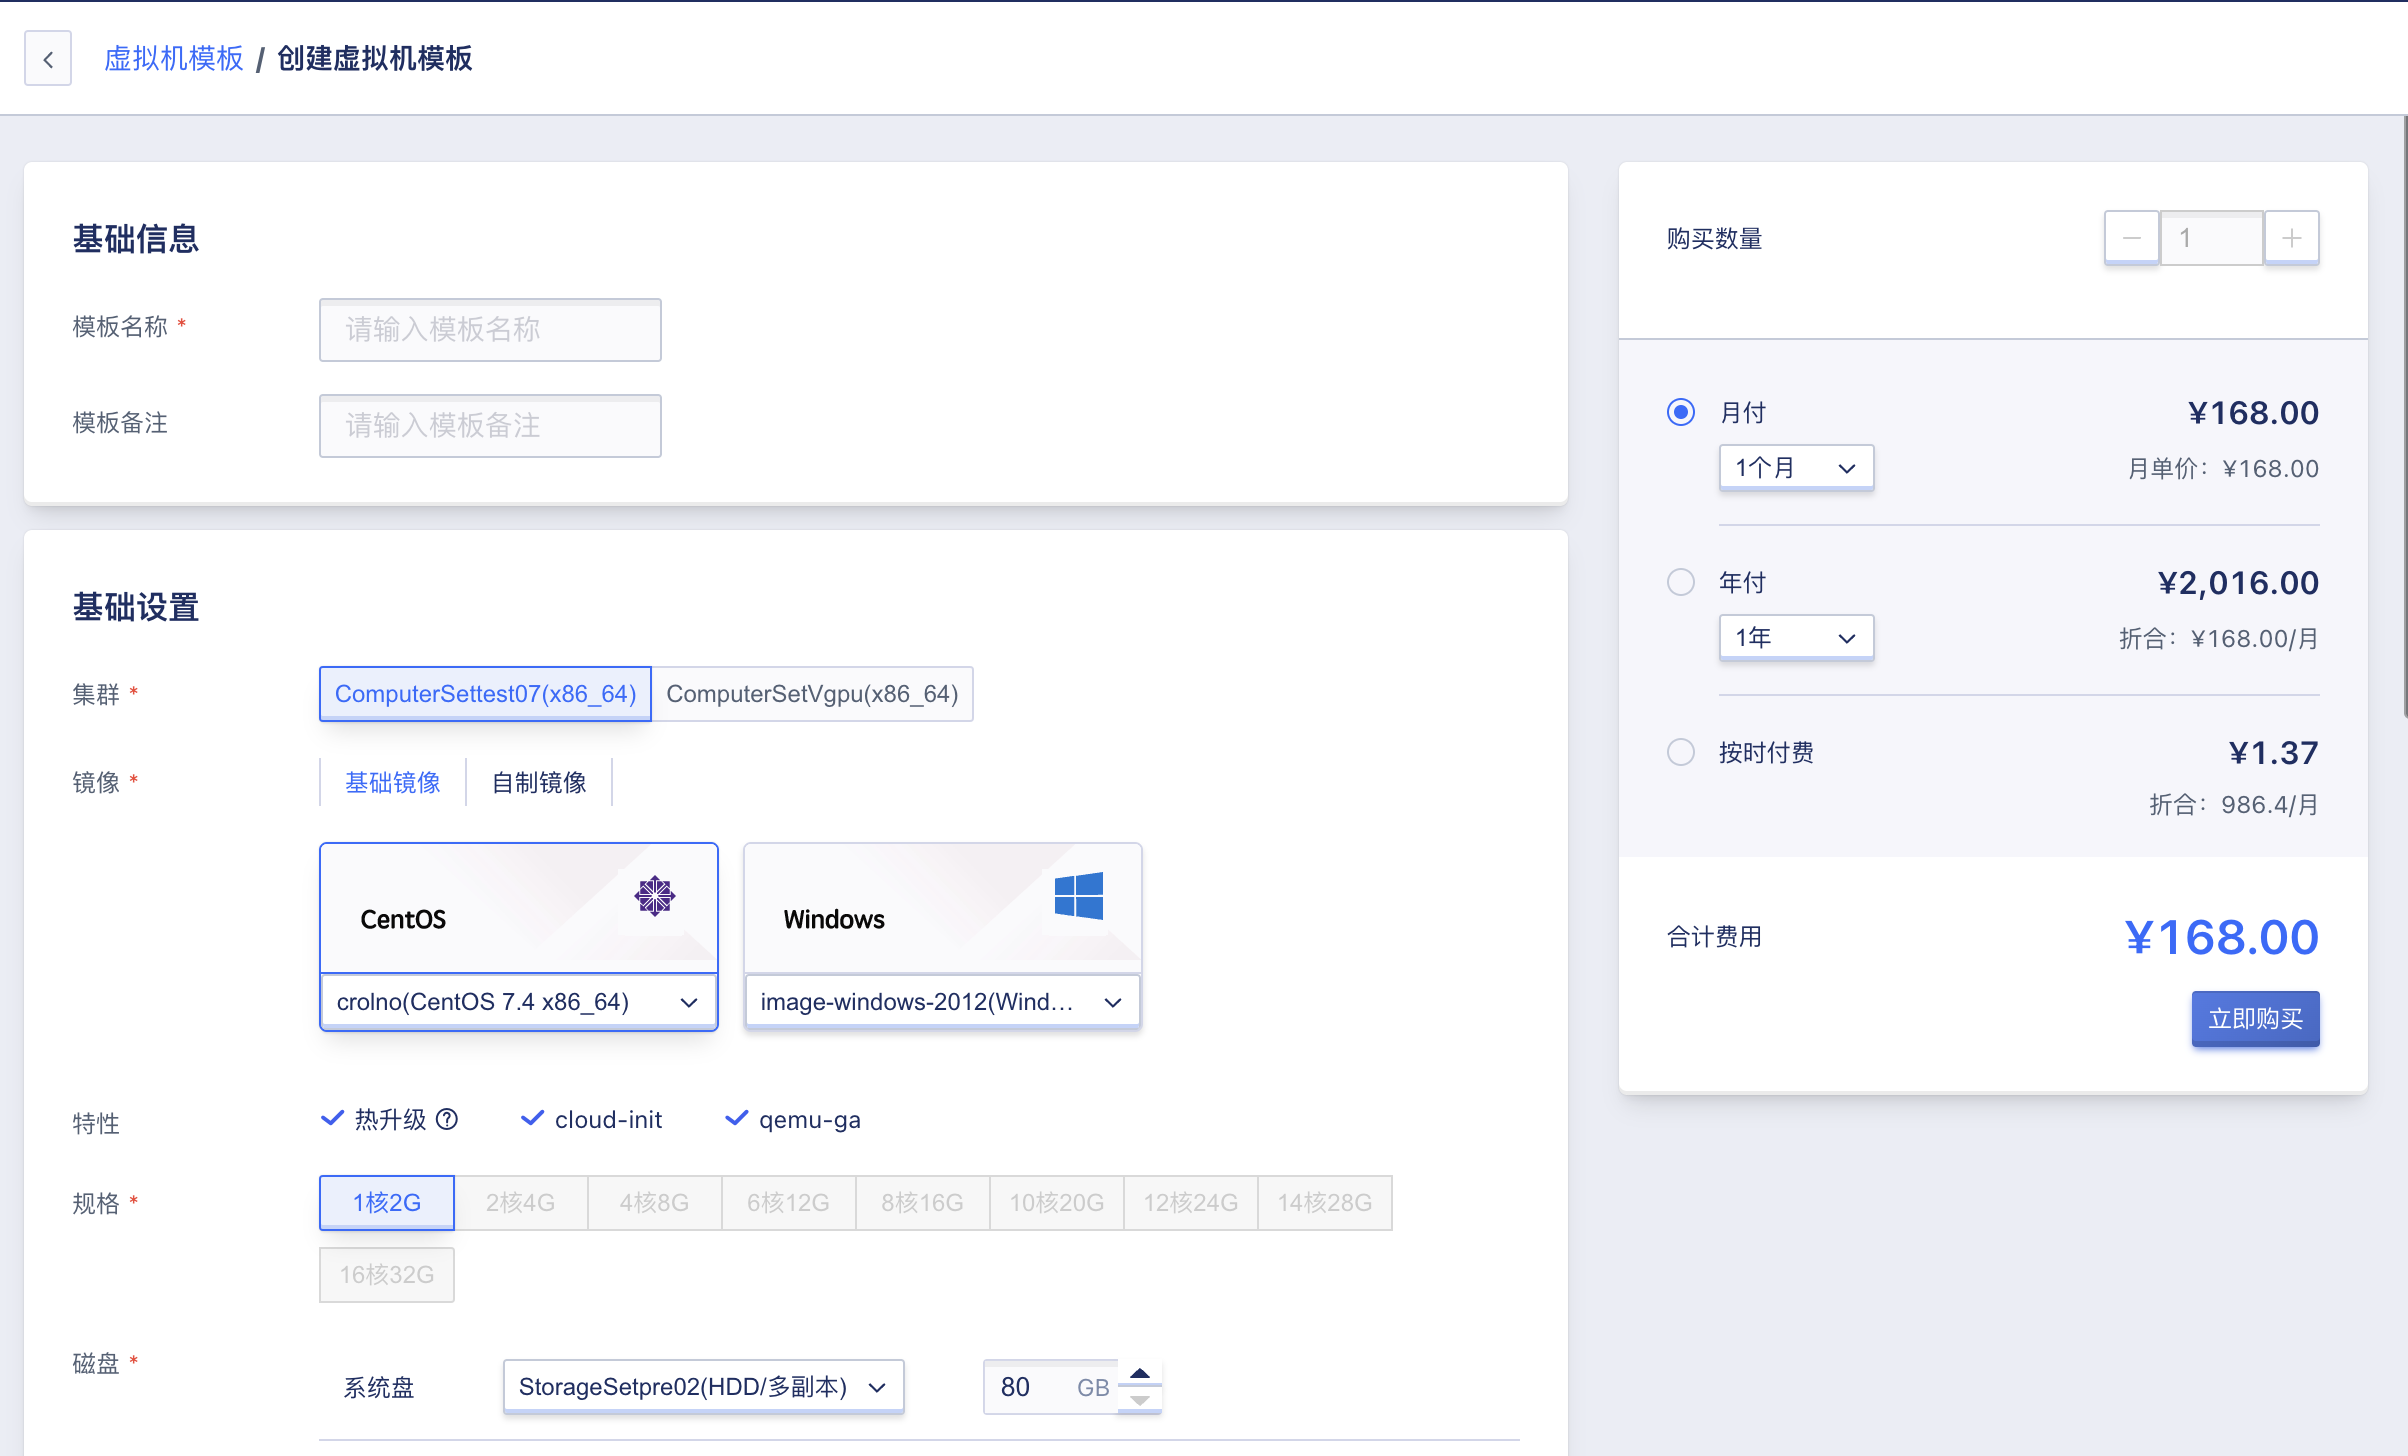 虚拟机模板 / 创建虚拟机模板
基础信息
模板名称 *
请输入模板名称
模板备注
请输入模板备注
基础设置
集群 *
ComputerSettest07(x86_64) ComputerSetVgpu(x86_64)
镜像 *
基础镜像 自制镜像
CentOS
crolno(CentOS 7.4 x86_64)
Windows
image-windows-2012(Wind...
特性
热升级 ? cloud-init qemu-ga
规格 *
1核2G 2核4G 4核8G 6核12G 8核16G 10核20G 12核24G 14核28G
16核32G
磁盘 *
系统盘 StorageSetpre02(HDD/多副本) 80 GB
购买数量 1
月付 ¥168.00
1个月 月单价：¥168.00
年付 ¥2,016.00
1年 折合：¥168.00/月
按时付费 ¥1.37
折合：986.4/月
合计费用 ¥168.00
立即购买